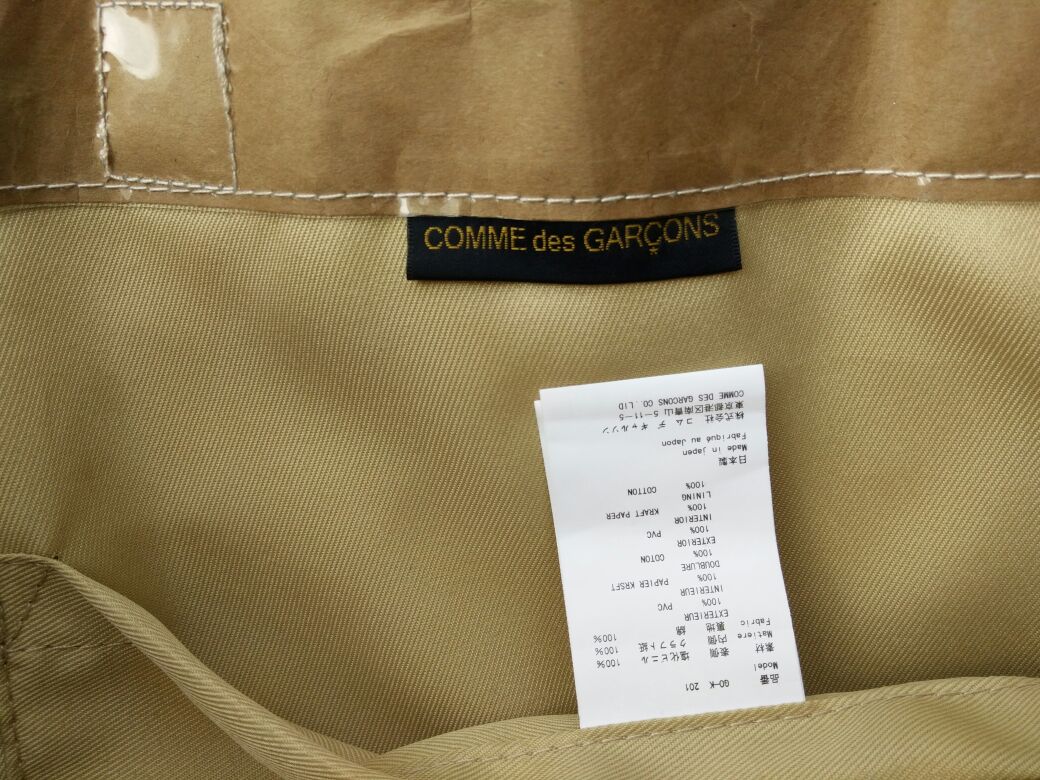 COMME des GARÇONS
品番 GO-K 201
Model
素材 表側 塩化ビニル 100%
Matiere 内側 クラフト紙 100%
Fabric 裏地 綿 100%
EXTERIEUR
100% PVC
INTERIEUR
100% PAPIER KRSFT
DOUBLURE
100% COTON
EXTERIOR
100% PVC
INTERIOR
100% KRAFT PAPER
LINING
100% COTTON
日本製
Made in japen
Fabriqué au Japon
株式会社 コム デ ギャルソン
東京都港区南青山 5-11-5
COMME DES GARCONS CO.,LTD